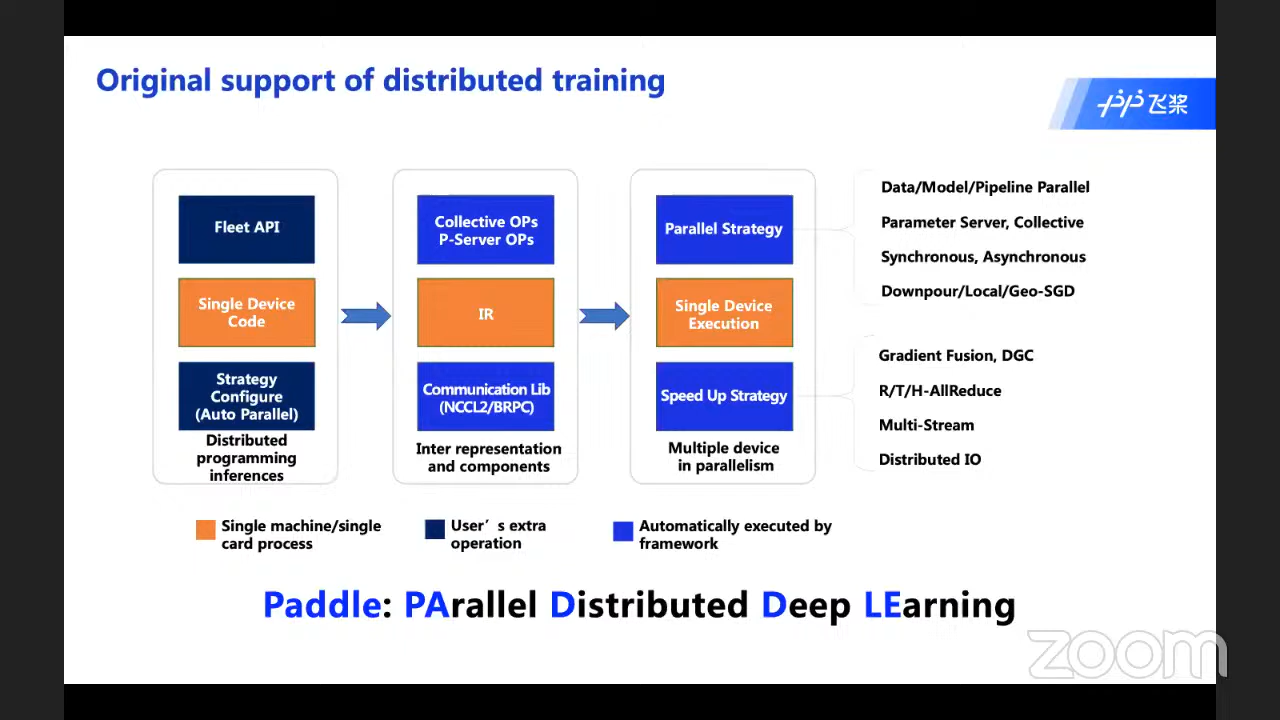 Original support of distributed training
飞桨
Fleet API
Single Device
Code
Strategy
Configure
(Auto Parallel)
Distributed
programming
inferences
Collective OPs
P-Server OPs
IR
Communication Lib
(NCCL2/BRPC)
Inter representation
and components
Parallel Strategy
Single Device
Execution
Speed Up Strategy
Multiple device
in parallelism
Data/Model/Pipeline Parallel
Parameter Server, Collective
Synchronous, Asynchronous
Downpour/Local/Geo-SGD
Gradient Fusion, DGC
R/T/H-AllReduce
Multi-Stream
Distributed IO
Single machine/single
card process
User’s extra
operation
Automatically executed by
framework
Paddle: PArallel Distributed Deep LEarning
zoom